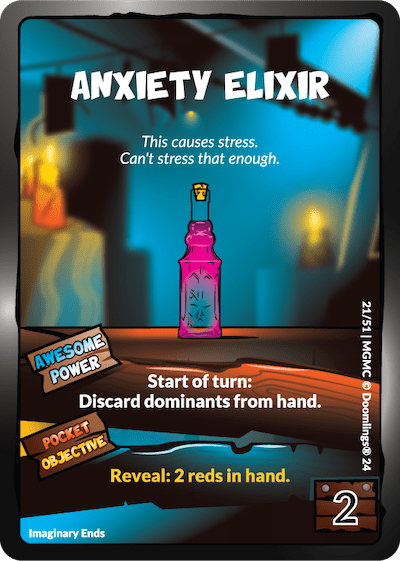 ANXIETY ELIXIR
This causes stress.
Can't stress that enough.
AWESOME
POWER
Start of turn:
Discard dominants from hand.
POCKET
OBJECTIVE
Reveal: 2 reds in hand.
2
Imaginary Ends
21/51 | MGMC © Doomlings® 24